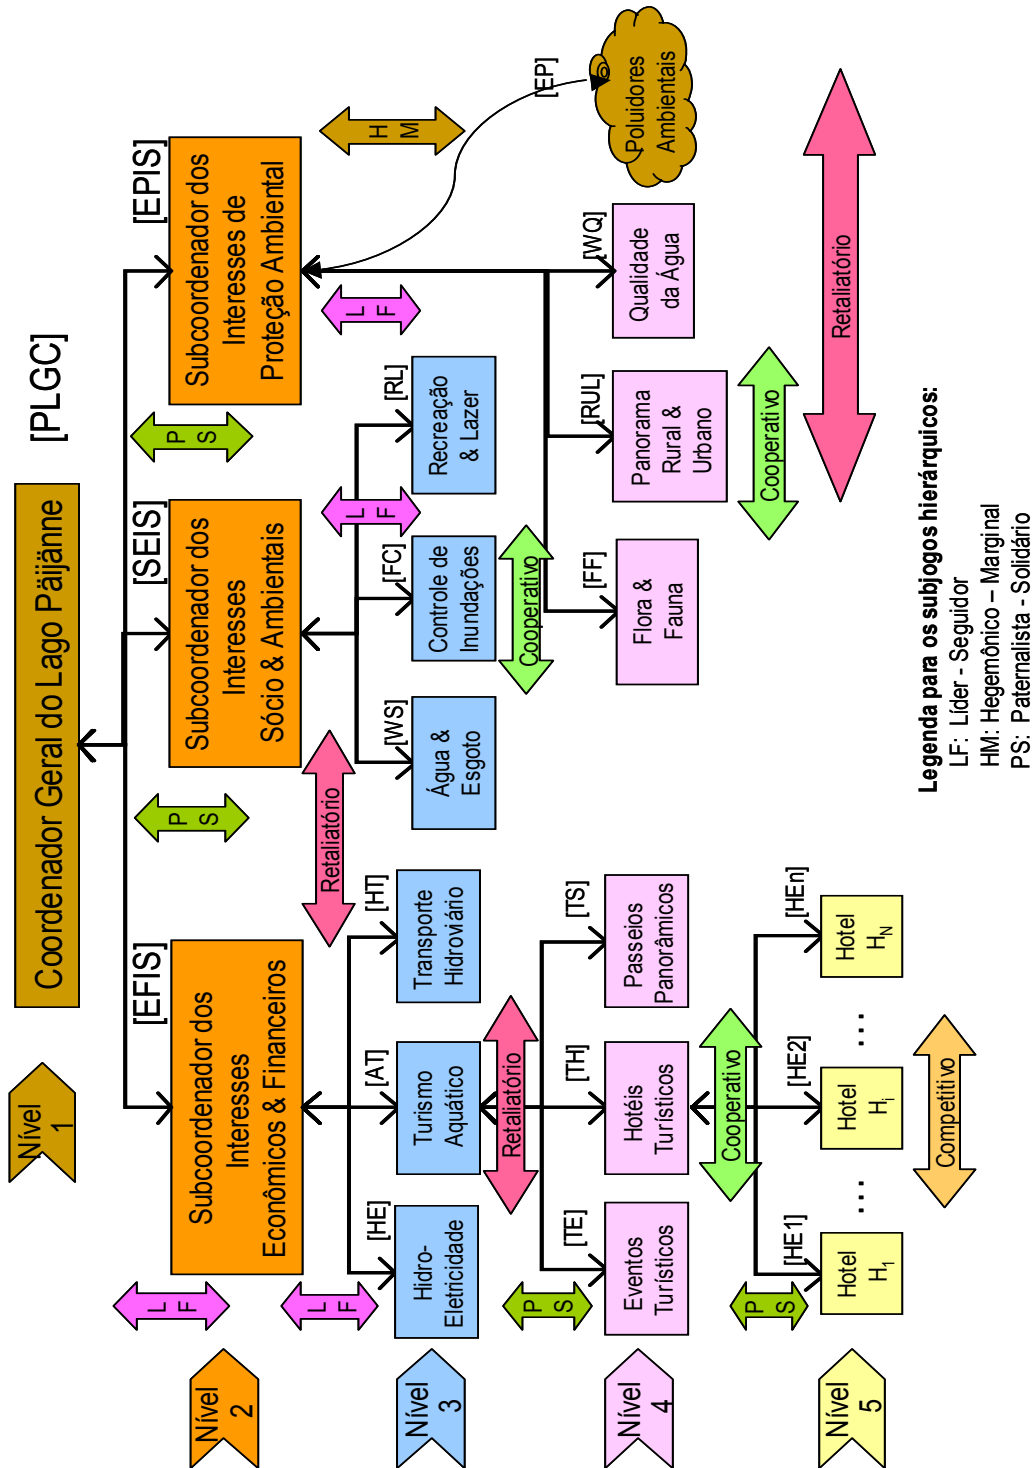 Nível
1
Coordenador Geral do Lago Päijänne
[PLGC]
Nível
2
L F
[EFIS]
Subcoordenador dos
Interesses
Econômicos & Financeiros
P S
[SEIS]
Subcoordenador dos
Interesses
Sócio & Ambientais
P S
[EPIS]
Subcoordenador dos
Interesses de
Proteção Ambiental
Retaliatório
L F
L F
L F
H M
[EP]
Poluidores
Ambientais
Nível
3
[HE]
Hidro-
Eletricidade
[AT]
Turismo
Aquático
[HT]
Transporte
Hidroviário
[WS]
Água &
Esgoto
[FC]
Controle de
Inundações
[RL]
Recreação
& Lazer
Retaliatório
Cooperativo
P S
Nível
4
[TE]
Eventos
Turísticos
[TH]
Hotéis
Turísticos
[TS]
Passeios
Panorâmicos
[FF]
Flora &
Fauna
[RUL]
Panorama
Rural &
Urbano
[WQ]
Qualidade
da Água
Cooperativo
Cooperativo
Retaliatório
P S
Nível
5
[HE1]
Hotel
H1
...
[HE2]
Hotel
Hi
...
[HEn]
Hotel
HN
Competitivo
Legenda para os subjogos hierárquicos:
LF: Líder - Seguidor
HM: Hegemônico – Marginal
PS: Paternalista - Solidário